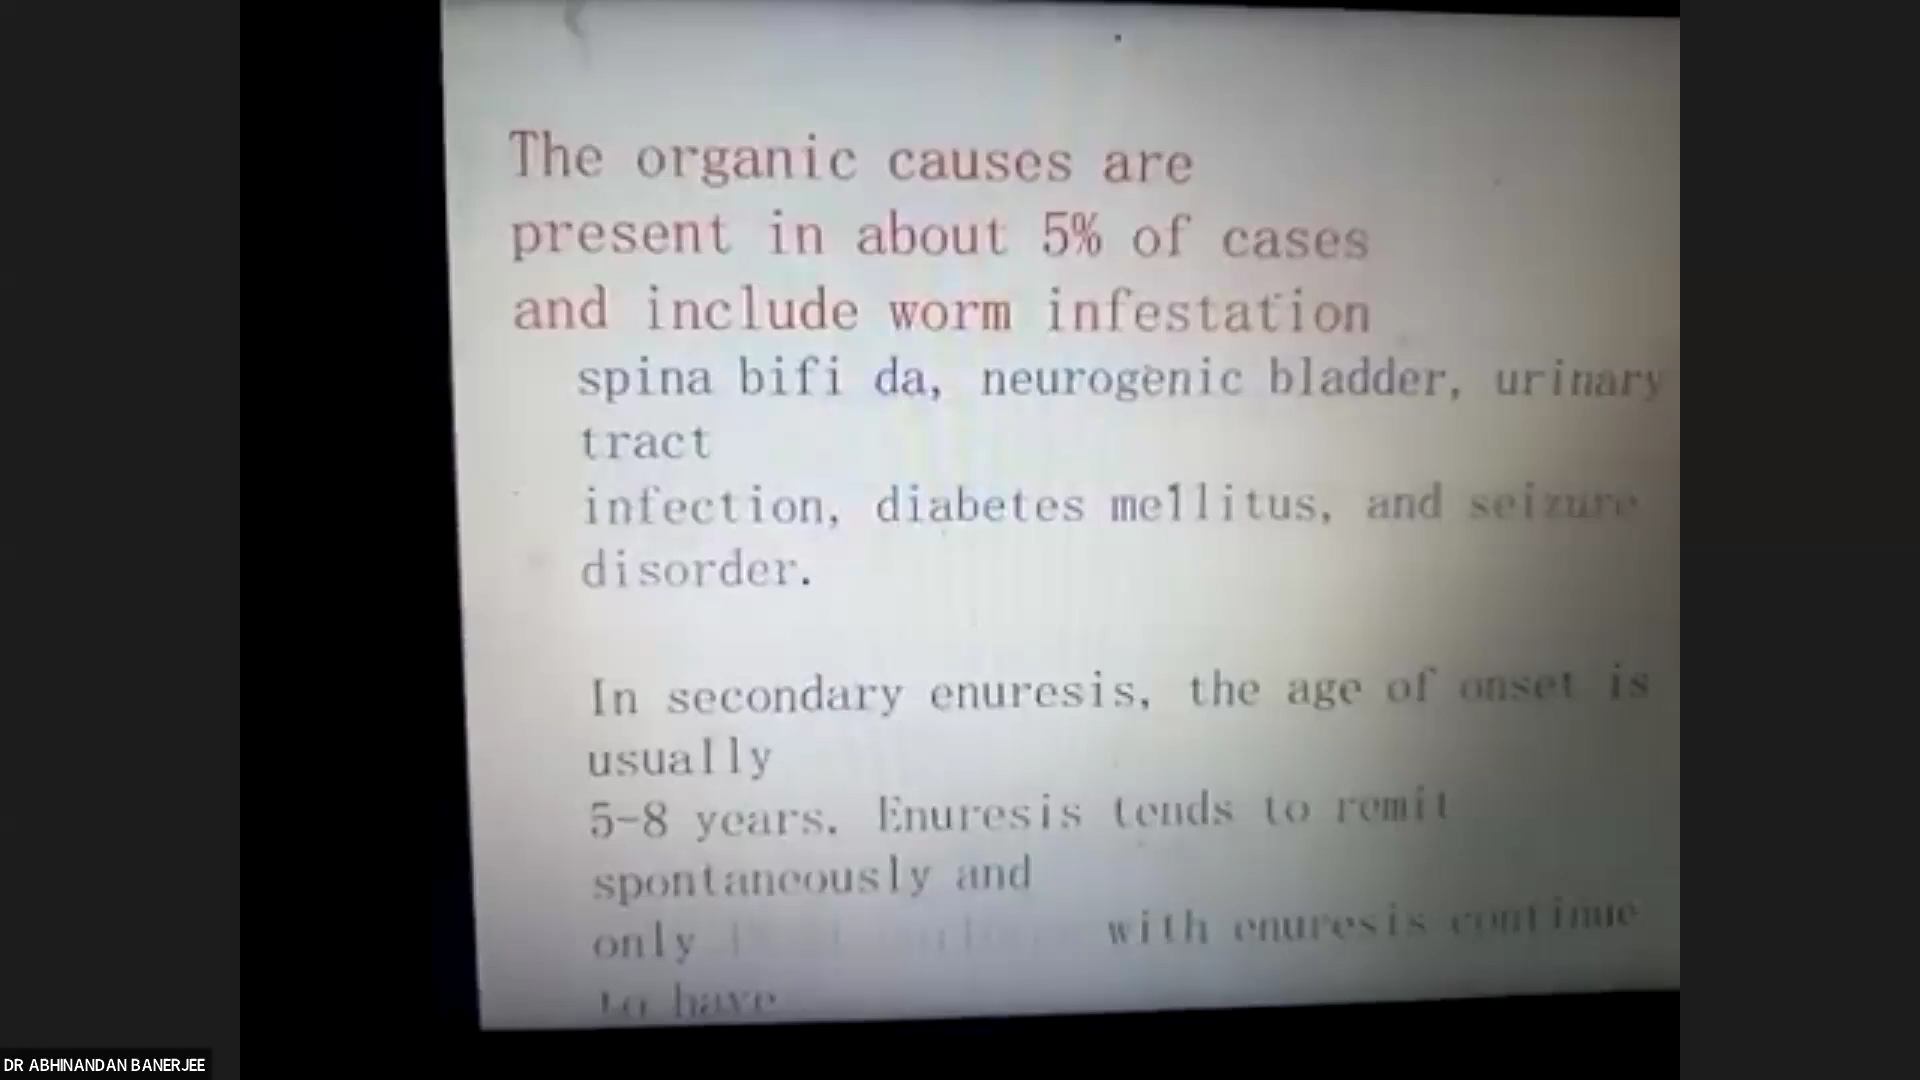 The organic causes are
present in about 5% of cases
and include worm infestation
spina bifi da, neurogenic bladder, urinary
tract
infection, diabetes mellitus, and seizure
disorder.
In secondary enuresis, the age of onset is
usually
5-8 years. Enuresis tends to remit
spontaneously and
only with enuresis continue
to have
DR ABHINANDAN BANERJEE